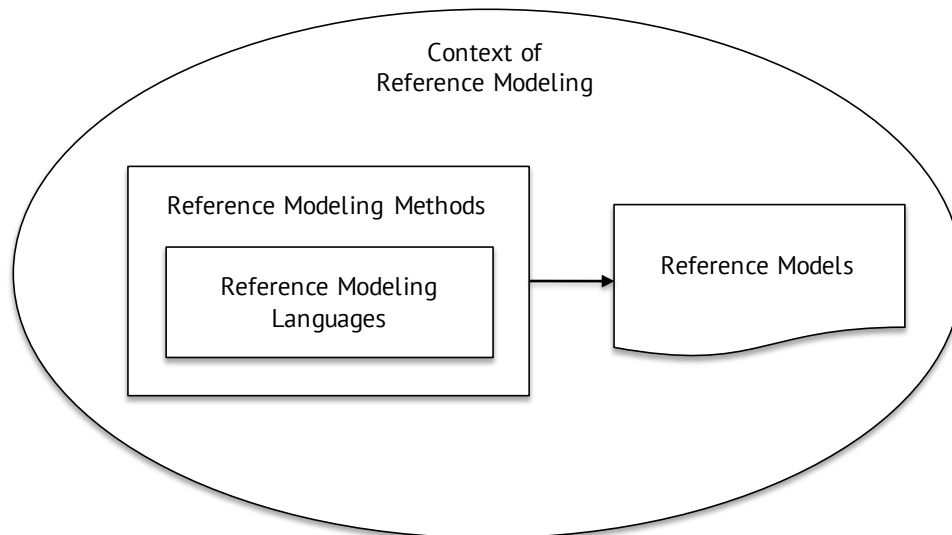 Context of
Reference Modeling
Reference Modeling Methods
Reference Modeling
Languages
Reference Models